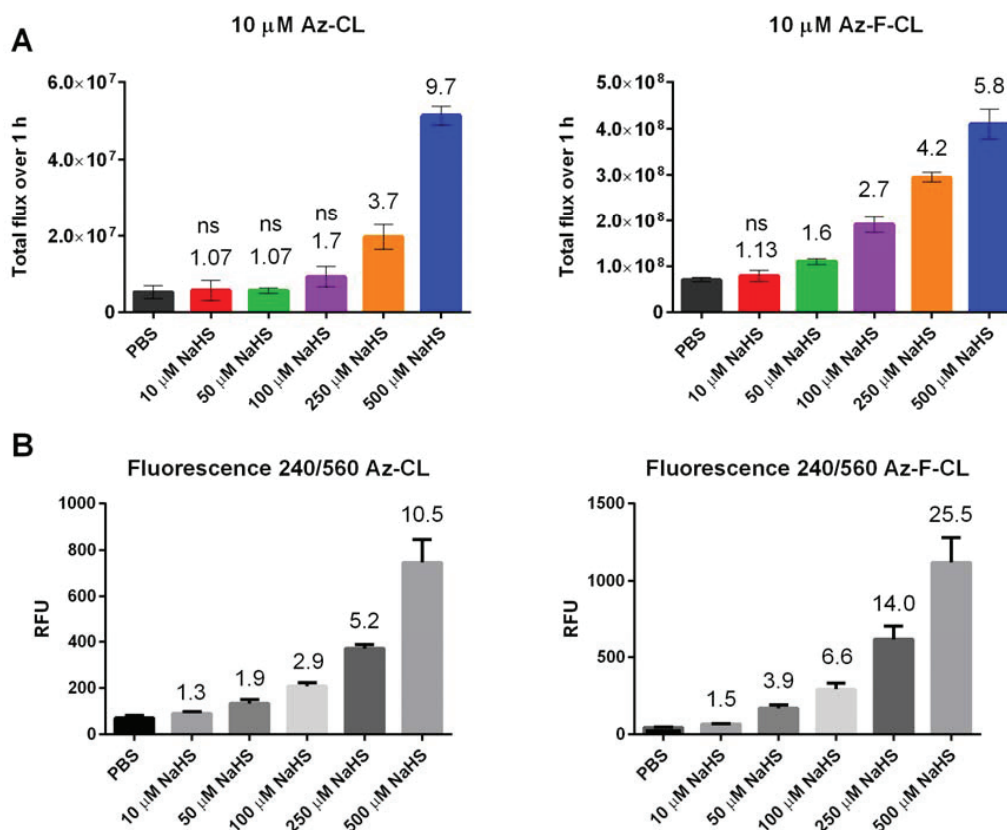 A
10 μM Az-CL
Total flux over 1 h
6.0×10⁷
4.0×10⁷
2.0×10⁷
0
ns
1.07
ns
1.07
ns
1.7
3.7
9.7
PBS
10 μM NaHS
50 μM NaHS
100 μM NaHS
250 μM NaHS
500 μM NaHS
10 μM Az-F-CL
Total flux over 1 h
5.0×10⁸
4.0×10⁸
3.0×10⁸
2.0×10⁸
1.0×10⁸
0
ns
1.13
1.6
2.7
4.2
5.8
PBS
10 μM NaHS
50 μM NaHS
100 μM NaHS
250 μM NaHS
500 μM NaHS
B
Fluorescence 240/560 Az-CL
RFU
1000
800
600
400
200
0
1.3
1.9
2.9
5.2
10.5
PBS
10 μM NaHS
50 μM NaHS
100 μM NaHS
250 μM NaHS
500 μM NaHS
Fluorescence 240/560 Az-F-CL
RFU
1500
1000
500
0
1.5
3.9
6.6
14.0
25.5
PBS
10 μM NaHS
50 μM NaHS
100 μM NaHS
250 μM NaHS
500 μM NaHS